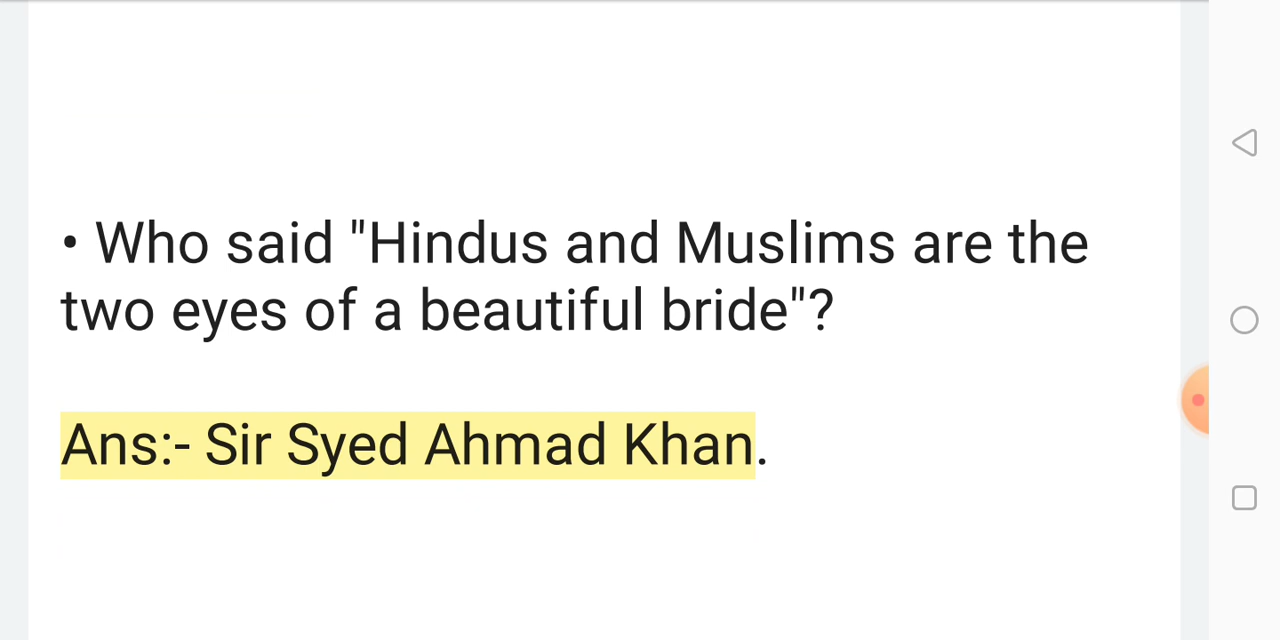 • Who said "Hindus and Muslims are the
two eyes of a beautiful bride"?
Ans:- Sir Syed Ahmad Khan.